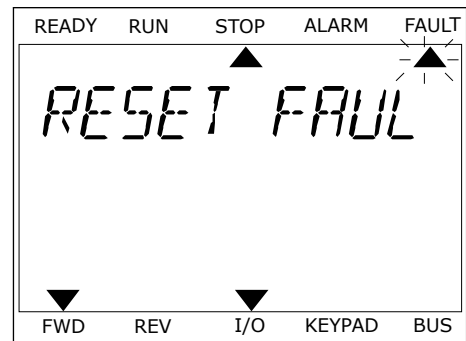 READY RUN STOP ALARM FAULT
RESET FAUL
FWD REV I/O KEYPAD BUS